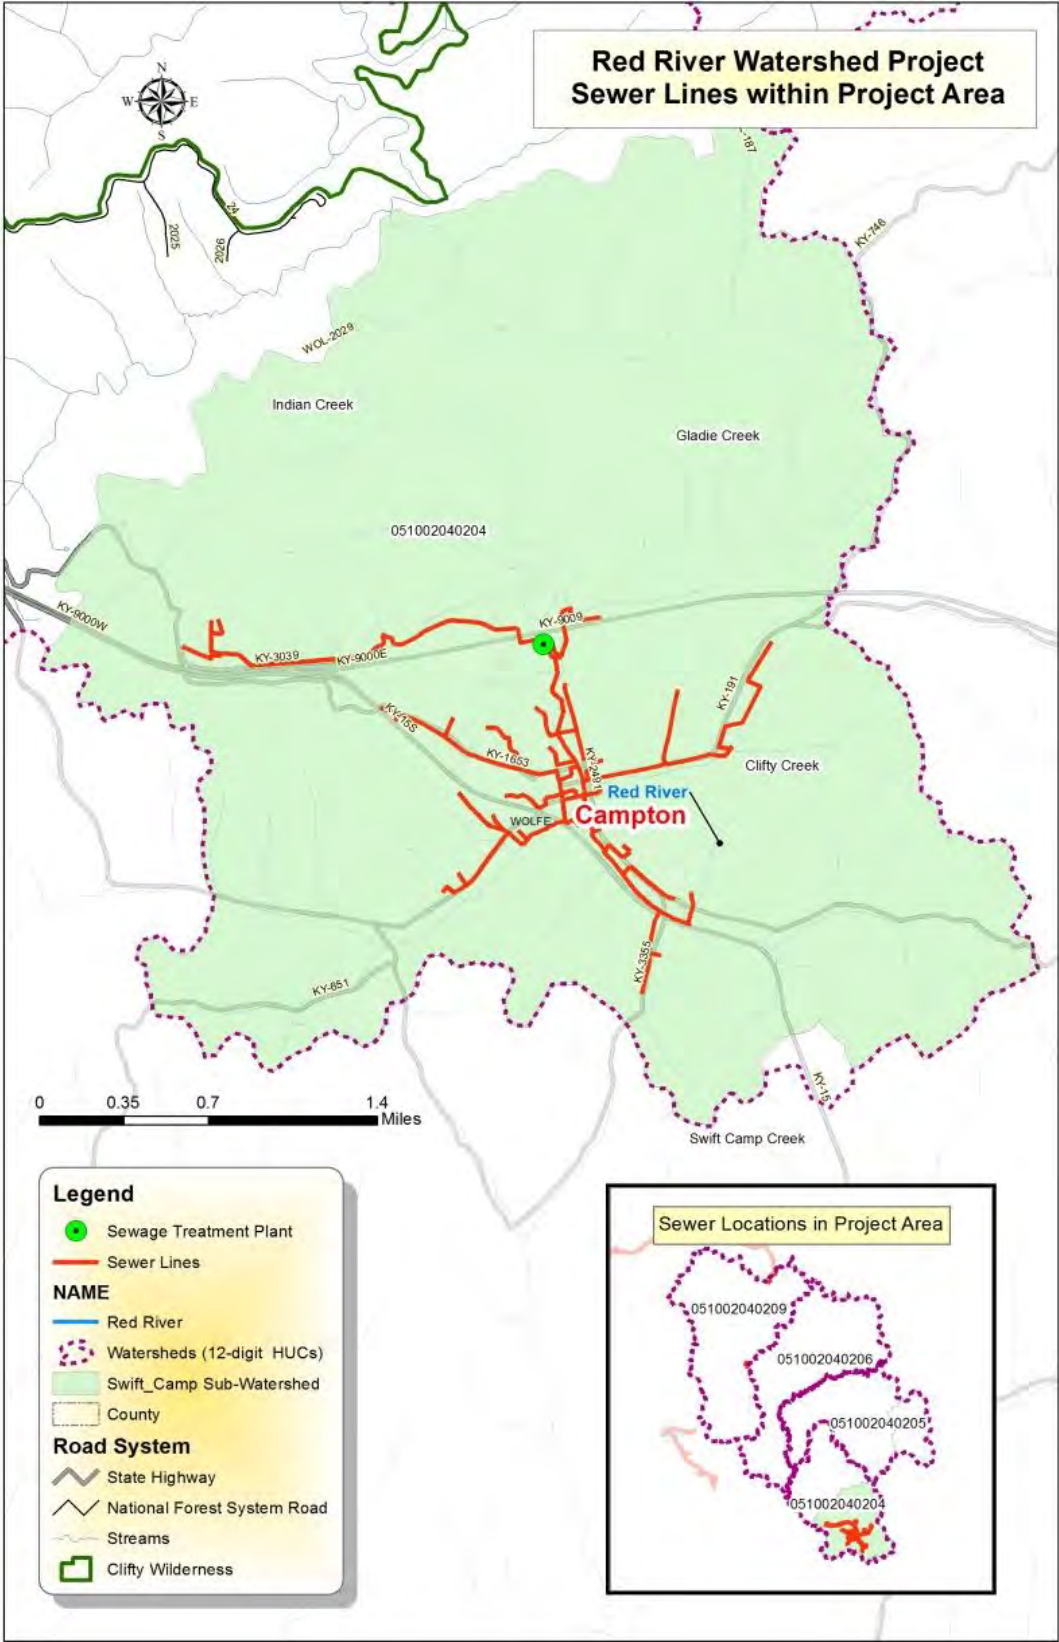 Red River Watershed Project
Sewer Lines within Project Area
N
W
E
S
-187
KY-746
24
2025
2026
WOL-2029
Indian Creek
Gladie Creek
051002040204
KY-9000W
KY-9009
KY-3039
KY-9000E
KY-191
KY-15S
KY-1653
KY-2491
Clifty Creek
Red River
Campton
WOLFE
KY-3355
KY-651
KY-15
0
0.35
0.7
1.4
Miles
Swift Camp Creek
Legend
Sewage Treatment Plant
Sewer Lines
NAME
Red River
Watersheds (12-digit HUCs)
Swift_Camp Sub-Watershed
County
Road System
State Highway
National Forest System Road
Streams
Clifty Wilderness
Sewer Locations in Project Area
051002040209
051002040206
051002040205
051002040204